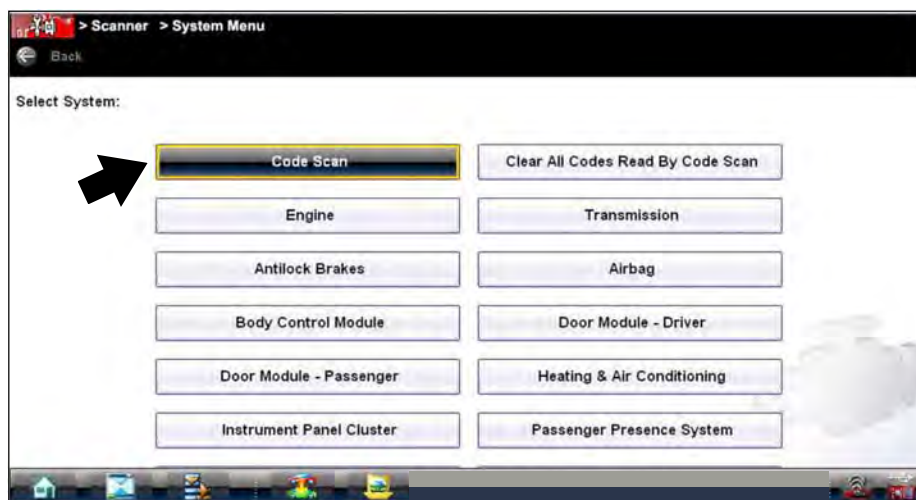 > Scanner > System Menu
Back
Select System:
Code Scan
Clear All Codes Read By Code Scan
Engine
Transmission
Antilock Brakes
Airbag
Body Control Module
Door Module - Driver
Door Module - Passenger
Heating & Air Conditioning
Instrument Panel Cluster
Passenger Presence System